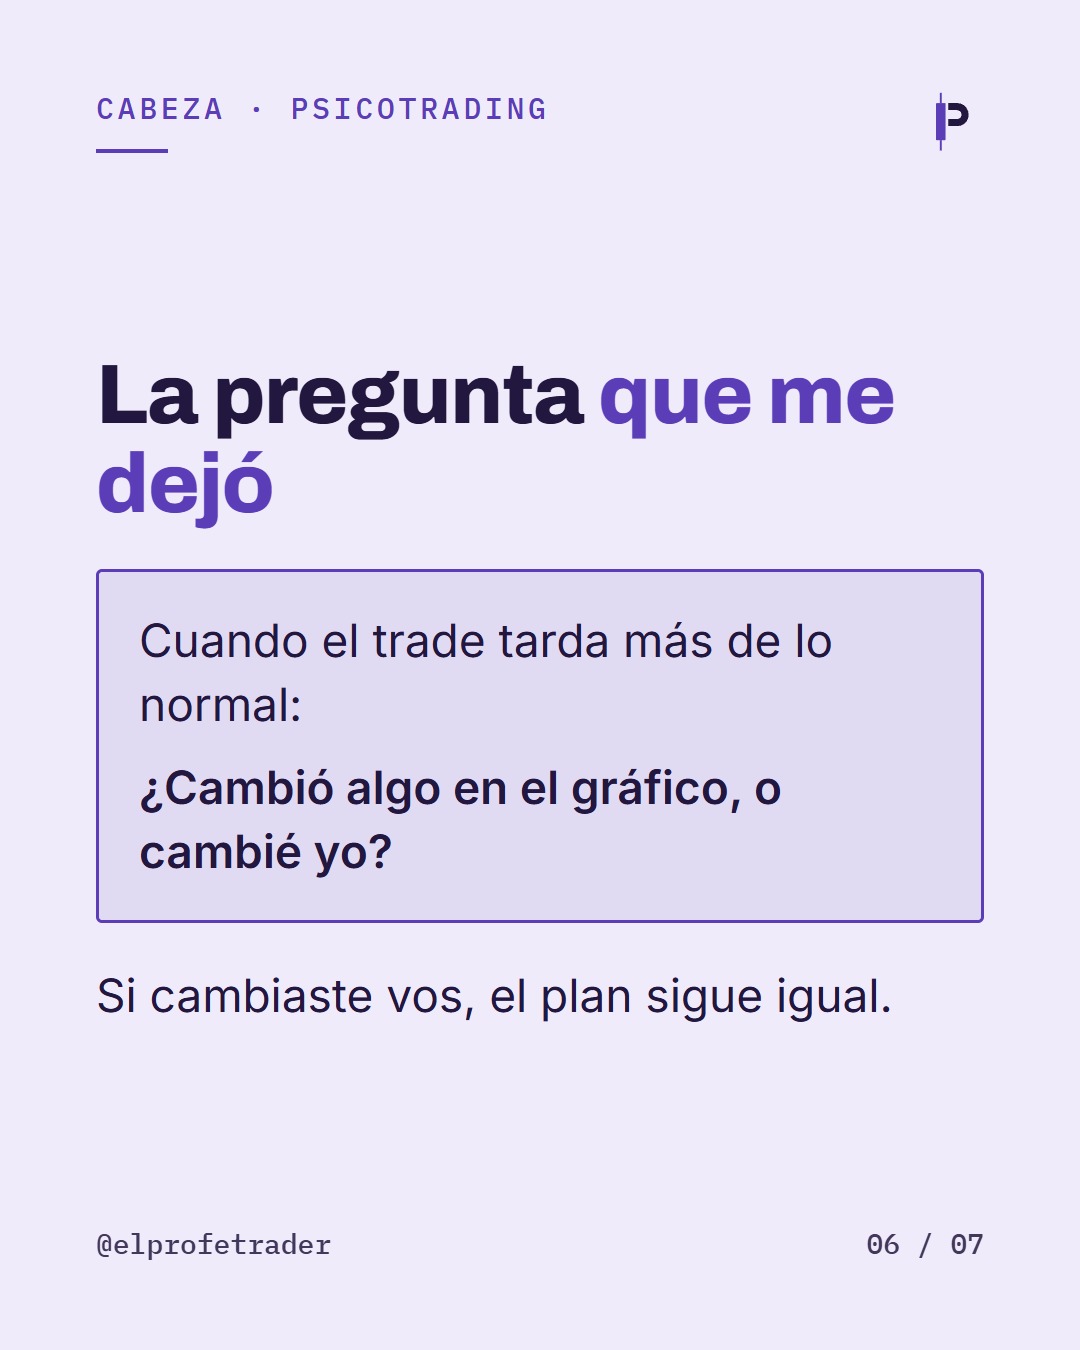 CABEZA · PSICOTRADING
La pregunta que me
dejó
Cuando el trade tarda más de lo
normal:
¿Cambió algo en el gráfico, o
cambié yo?
Si cambiaste vos, el plan sigue igual.
@elprofetrader
06 / 07